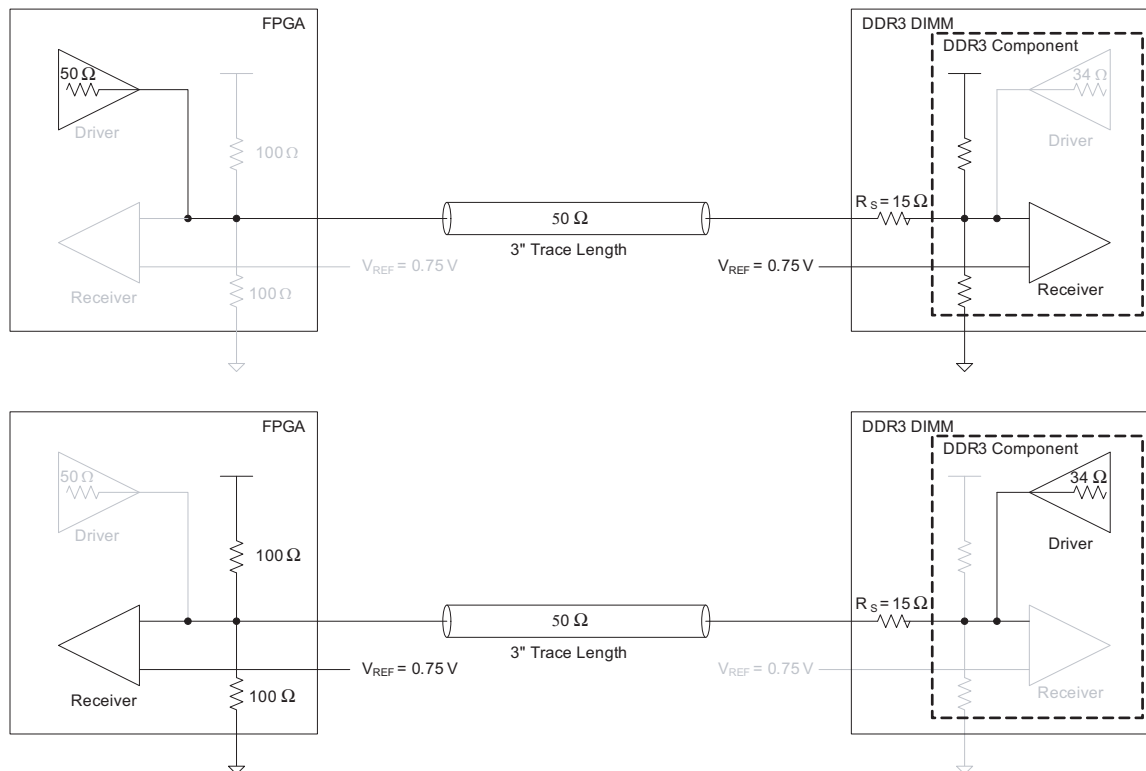 FPGA
DDR3 DIMM
DDR3 Component
50 Ω
34 Ω
Driver
Driver
100 Ω
R S = 15 Ω
50 Ω
3" Trace Length
VREF = 0.75 V
VREF = 0.75 V
Receiver
100 Ω
Receiver
FPGA
DDR3 DIMM
DDR3 Component
50 Ω
34 Ω
Driver
Driver
100 Ω
R S = 15 Ω
50 Ω
3" Trace Length
VREF = 0.75 V
VREF = 0.75 V
Receiver
100 Ω
Receiver